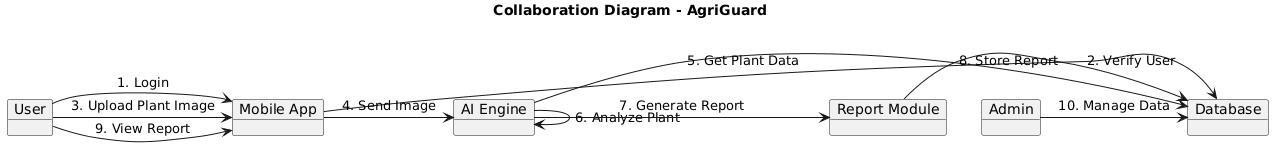 Collaboration Diagram - AgriGuard
5. Get Plant Data
8. Store Report
2. Verify User
1. Login
3. Upload Plant Image
4. Send Image
7. Generate Report
10. Manage Data
User
Mobile App
AI Engine
6. Analyze Plant
Report Module
Admin
Database
9. View Report